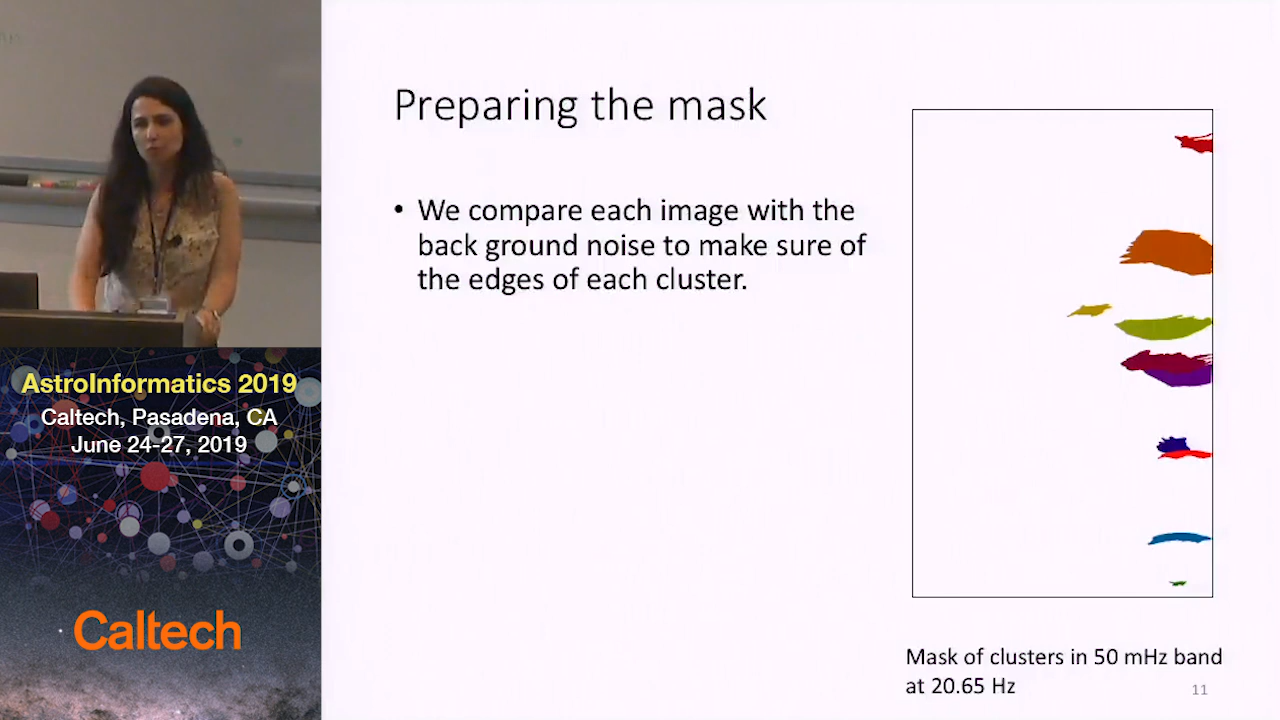 Preparing the mask
• We compare each image with the
back ground noise to make sure of
the edges of each cluster.
Mask of clusters in 50 mHz band
at 20.65 Hz
11
AstroInformatics 2019
Caltech, Pasadena, CA
June 24-27, 2019
Caltech